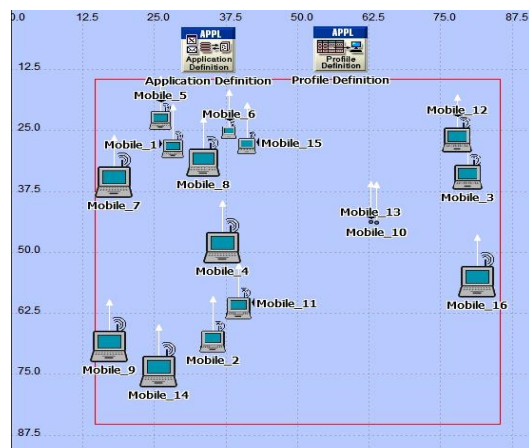 0.0 12.5 25.0 37.5 50.0 62.5 75.0 87.5
APPL
Application
Definition
APPL
Profile
Definition
12.5
Application Definition Profile Definition
Mobile_5
Mobile_6
Mobile_12
25.0
Mobile_1
Mobile_15
Mobile_8
Mobile_7
Mobile_3
37.5
Mobile_13
Mobile_10
50.0
Mobile_4
Mobile_11
Mobile_16
62.5
Mobile_2
Mobile_9
75.0
Mobile_14
87.5